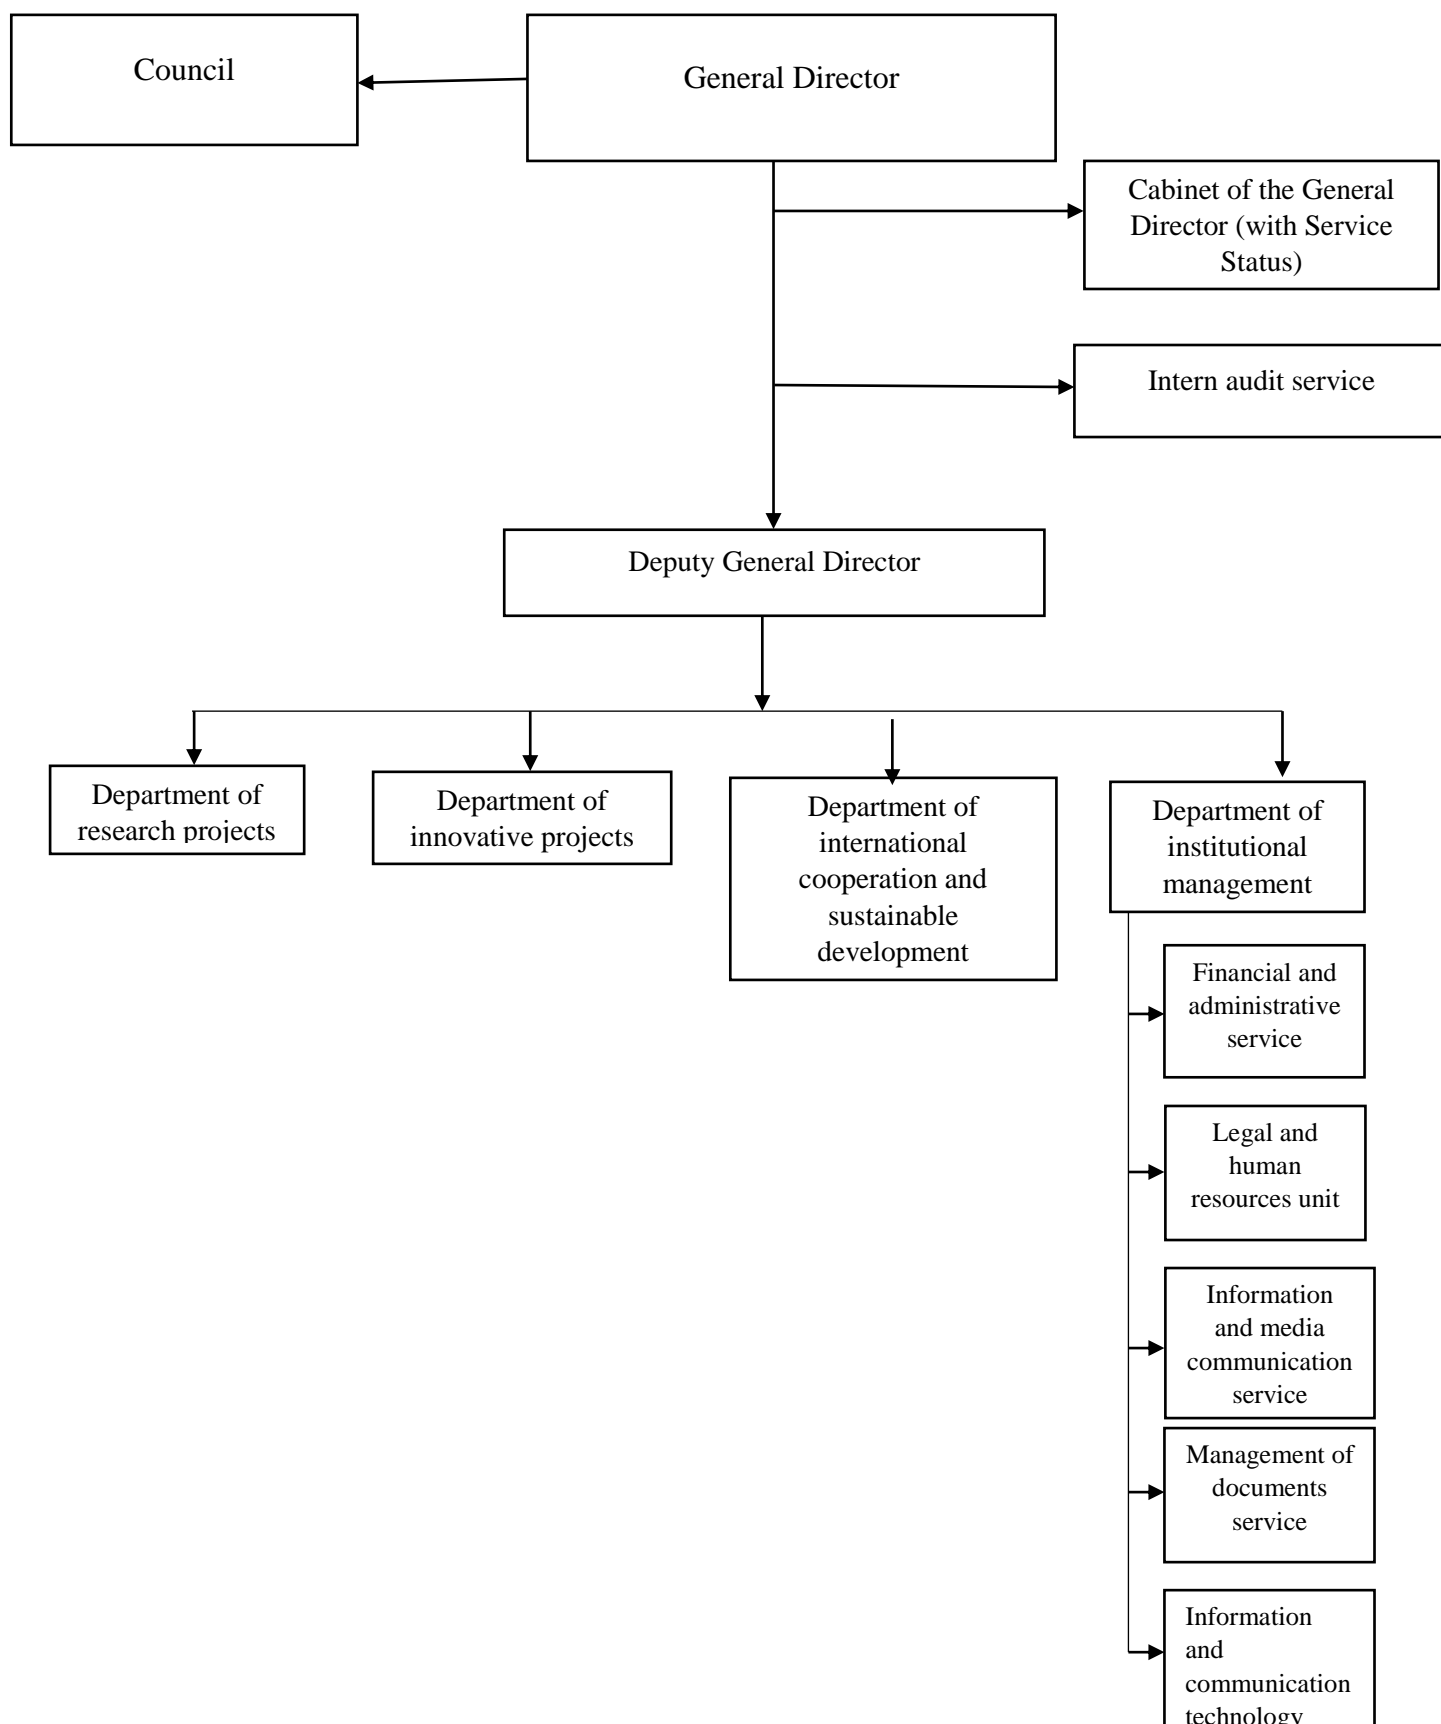 Council
General Director
Cabinet of the General
Director (with Service
Status)
Intern audit service
Deputy General Director
Department of
research projects
Department of
innovative projects
Department of
international
cooperation and
sustainable
development
Department of
institutional
management
Financial and
administrative
service
Legal and
human
resources unit
Information
and media
communication
service
Management of
documents
service
Information
and
communication
technology